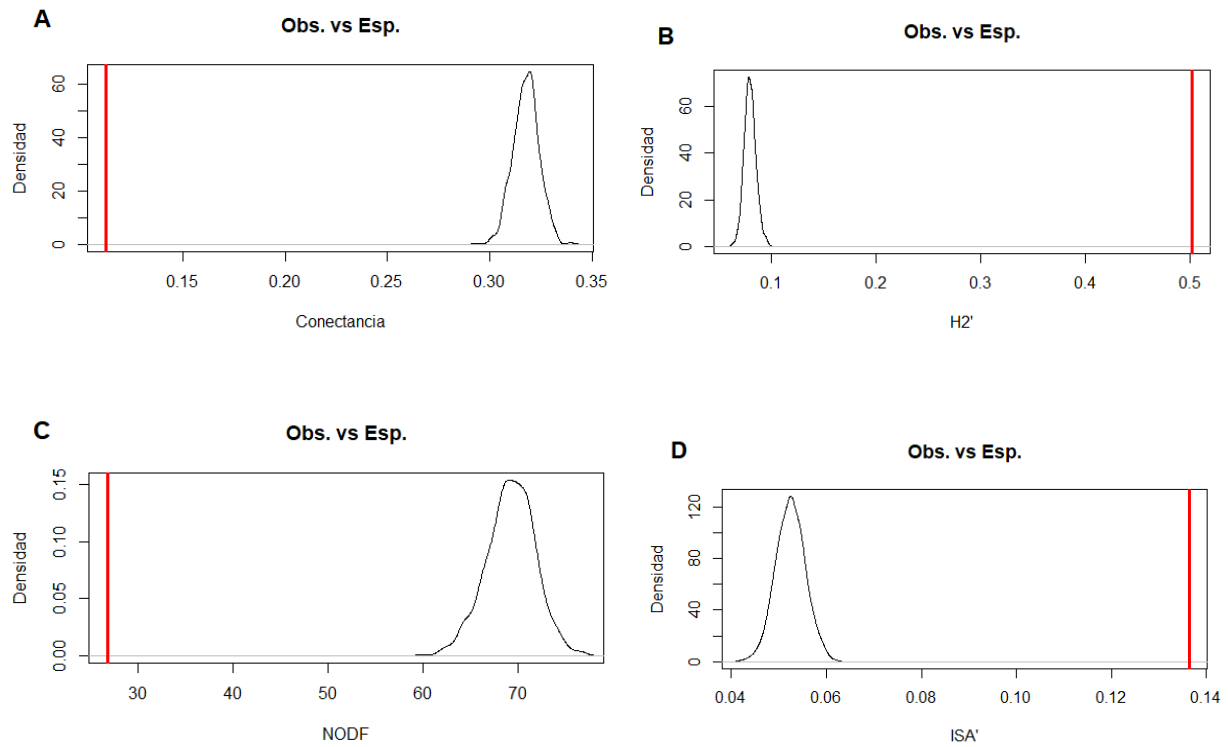 A
Obs. vs Esp.
Densidad
60
40
20
0
0.15 0.20 0.25 0.30 0.35
Conectancia
B
Obs. vs Esp.
Densidad
60
40
20
0
0.1 0.2 0.3 0.4 0.5
H2'
C
Obs. vs Esp.
Densidad
0.15
0.10
0.05
0.00
30 40 50 60 70
NODF
D
Obs. vs Esp.
Densidad
120
80
40
0
0.04 0.06 0.08 0.10 0.12 0.14
ISA'